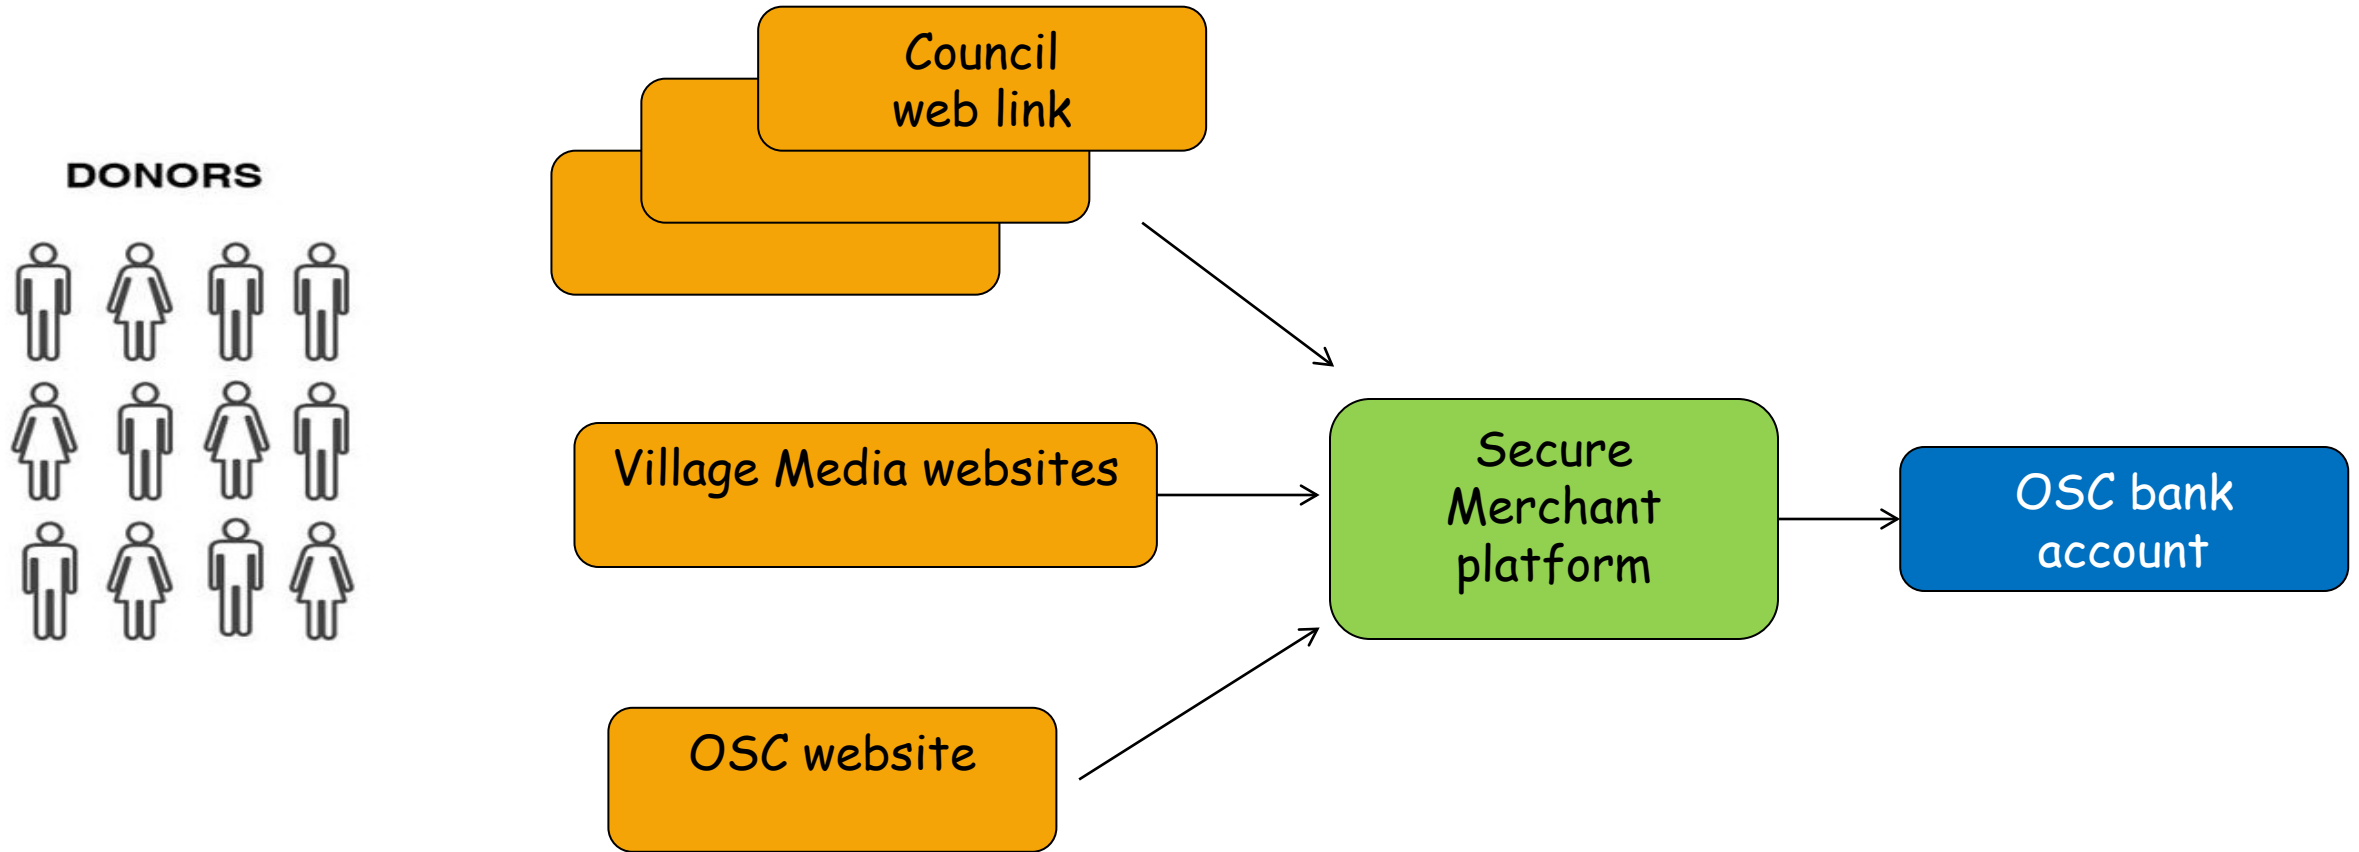 DONORS
Council
web link
Village Media websites
OSC website
Secure
Merchant
platform
OSC bank
account